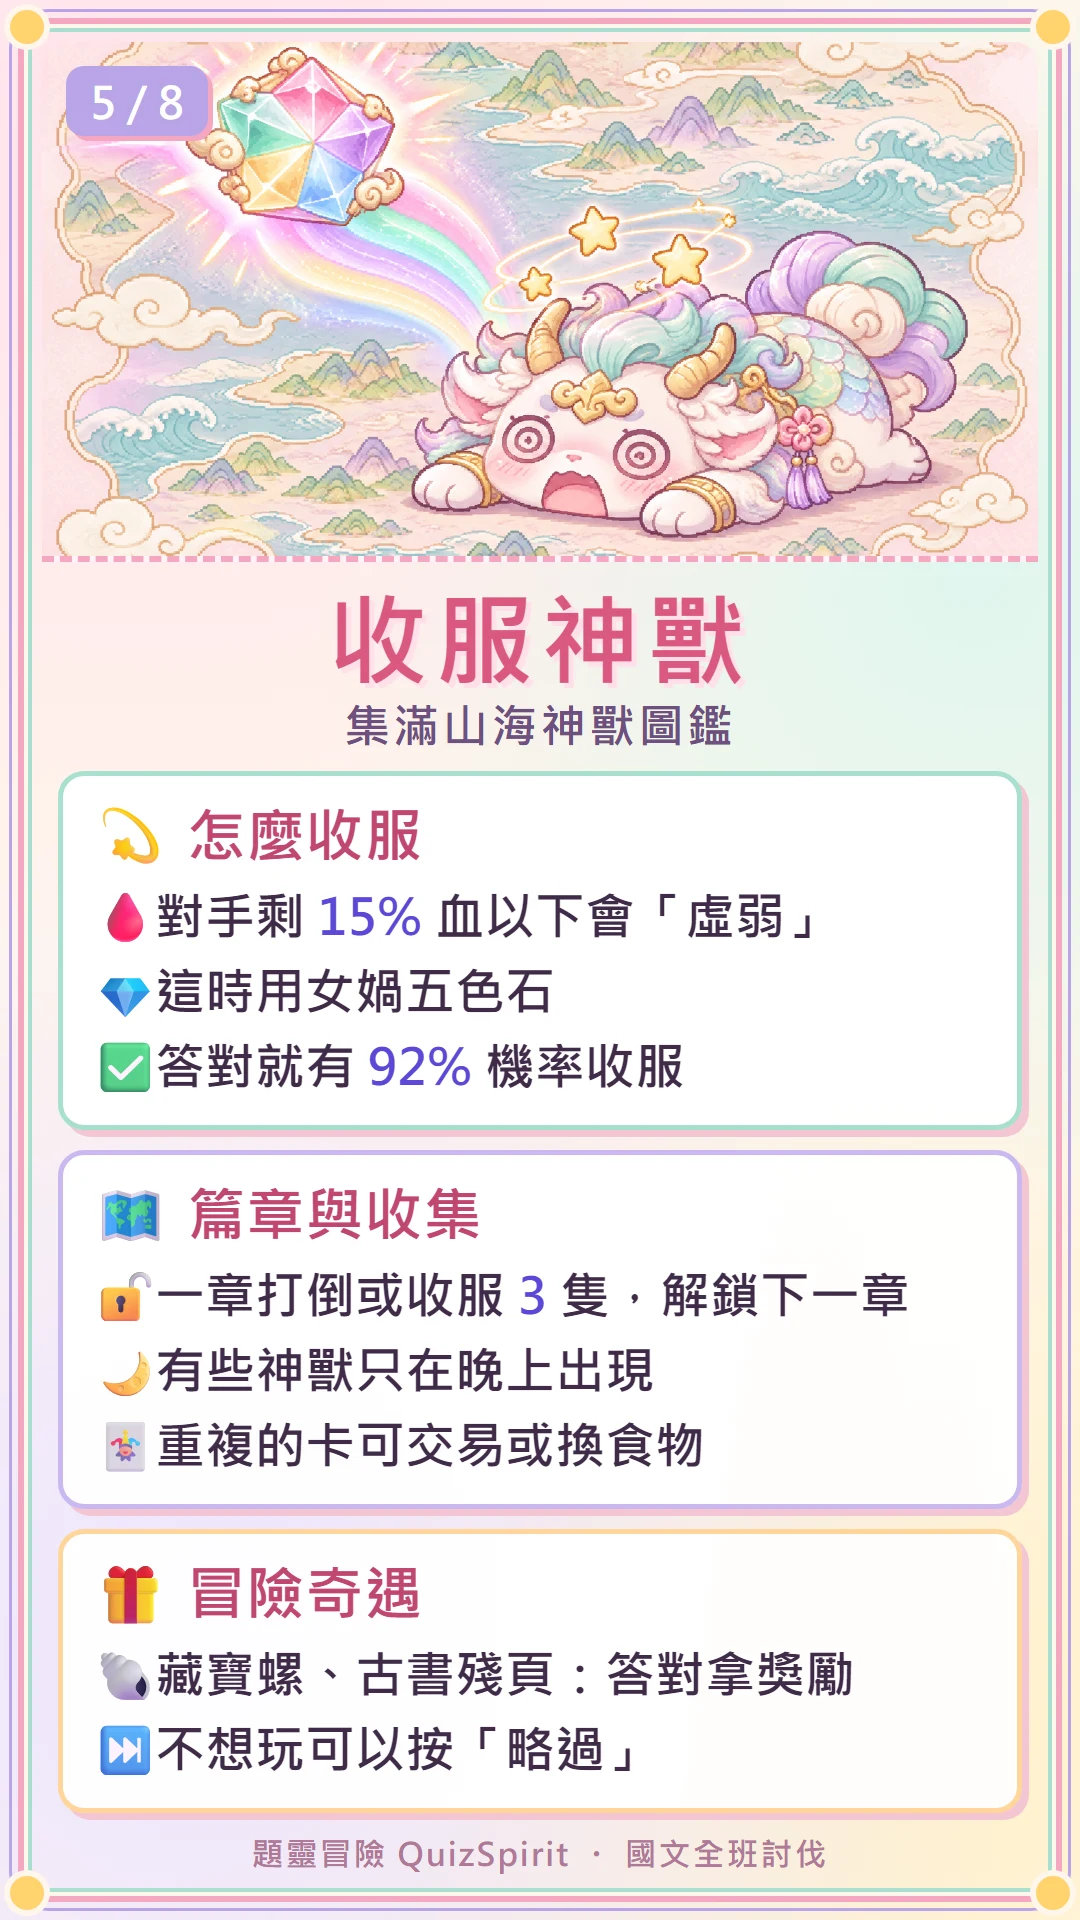 5/8
收服神獸
集滿山海神獸圖鑑
怎麼收服
對手剩 15% 血以下會「虛弱」
這時用女媧五色石
答對就有 92% 機率收服
篇章與收集
一章打倒或收服 3 隻，解鎖下一章
有些神獸只在晚上出現
重複的卡可交易或換食物
冒險奇遇
藏寶螺、古書殘頁：答對拿獎勵
不想玩可以按「略過」
題靈冒險 QuizSpirit · 國文全班討伐